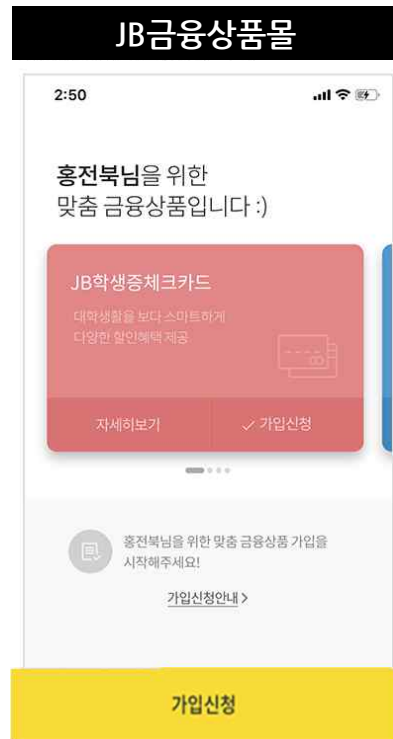 JB금융상품몰
2:50
홍전북님을 위한
맞춤 금융상품입니다 :)
JB학생증체크카드
대학생활을 보다 스마트하게
다양한 할인혜택 제공
자세히보기
가입신청
홍전북님을 위한 맞춤 금융상품 가입을
시작해주세요!
가입신청안내 >
가입신청